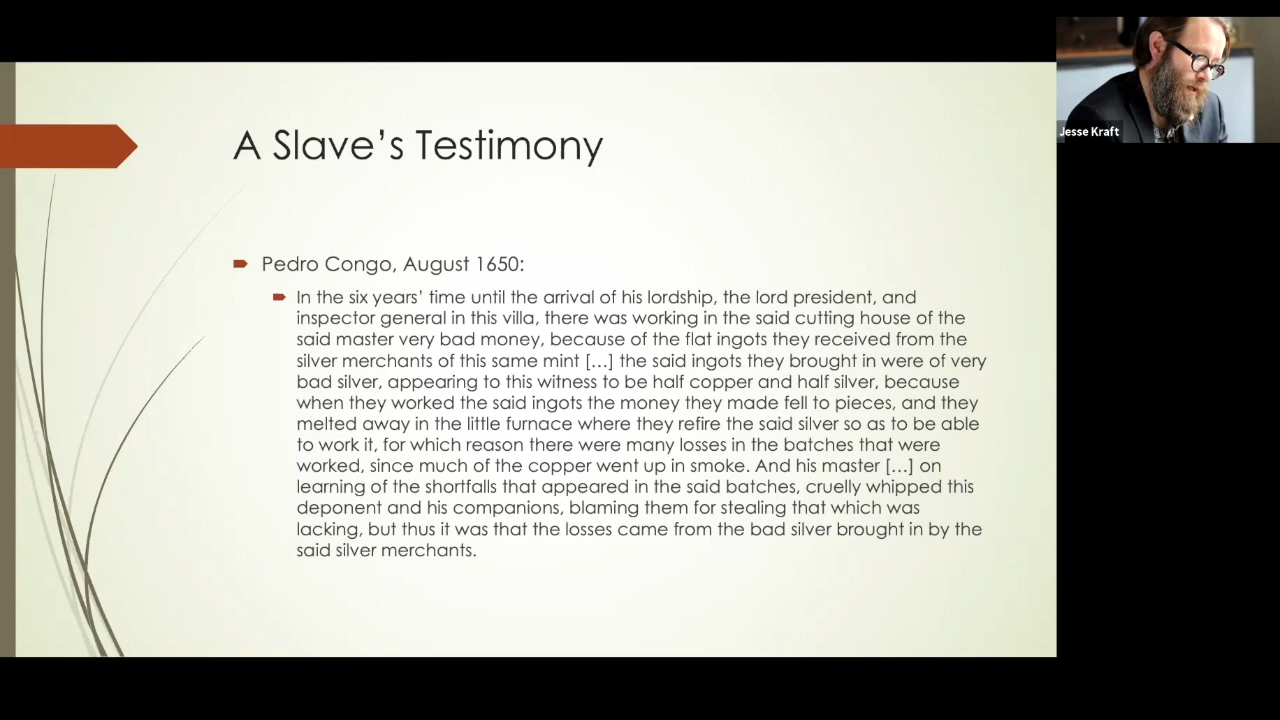 A Slave's Testimony
Pedro Congo, August 1650:
In the six years' time until the arrival of his lordship, the lord president, and
inspector general in this villa, there was working in the said cutting house of the
said master very bad money, because of the flat ingots they received from the
silver merchants of this same mint […] the said ingots they brought in were of very
bad silver, appearing to this witness to be half copper and half silver, because
when they worked the said ingots the money they made fell to pieces, and they
melted away in the little furnace where they refire the said silver so as to be able
to work it, for which reason there were many losses in the batches that were
worked, since much of the copper went up in smoke. And his master […] on
learning of the shortfalls that appeared in the said batches, cruelly whipped this
deponent and his companions, blaming them for stealing that which was
lacking, but thus it was that the losses came from the bad silver brought in by the
said silver merchants.
Jesse Kraft